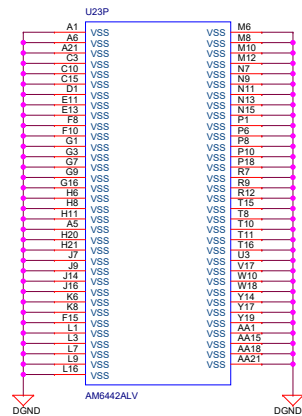 U23P
A1 VSS VSS M6
A6 VSS VSS M8
A21 VSS VSS M10
C3 VSS VSS M12
C10 VSS VSS N7
C15 VSS VSS N9
D1 VSS VSS N11
E11 VSS VSS N13
E13 VSS VSS N15
F8 VSS VSS P1
F10 VSS VSS P6
G1 VSS VSS P8
G3 VSS VSS P10
G7 VSS VSS P18
G9 VSS VSS R7
G16 VSS VSS R9
H6 VSS VSS R12
H8 VSS VSS T15
H11 VSS VSS T8
A5 VSS VSS T10
H20 VSS VSS T11
H21 VSS VSS T16
J7 VSS VSS U3
J9 VSS VSS V17
J14 VSS VSS W10
J16 VSS VSS W18
K6 VSS VSS Y14
K8 VSS VSS Y17
F15 VSS VSS Y19
L1 VSS VSS AA1
L3 VSS VSS AA15
L7 VSS VSS AA18
L9 VSS VSS AA21
L16 VSS
AM6442ALV
DGND DGND